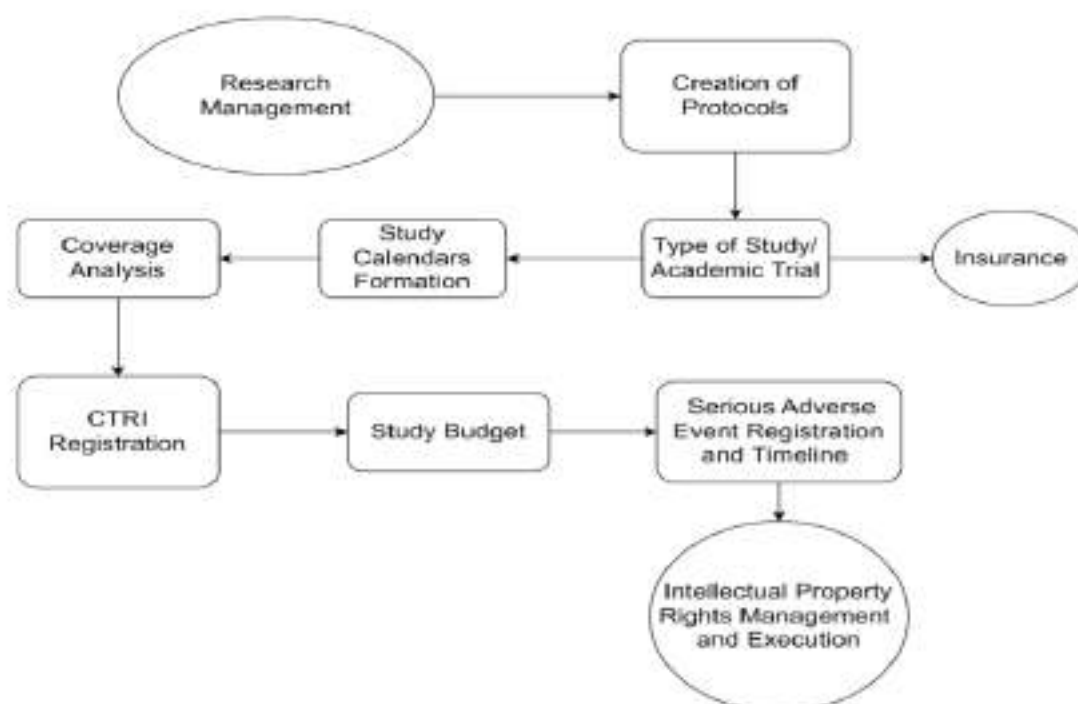 Research
Management
Creation of
Protocols
Coverage
Analysis
Study
Calendars
Formation
Type of Study/
Academic Trial
Insurance
CTRI
Registration
Study Budget
Serious Adverse
Event Registration
and Timeline
Intellectual Property
Rights Management
and Execution